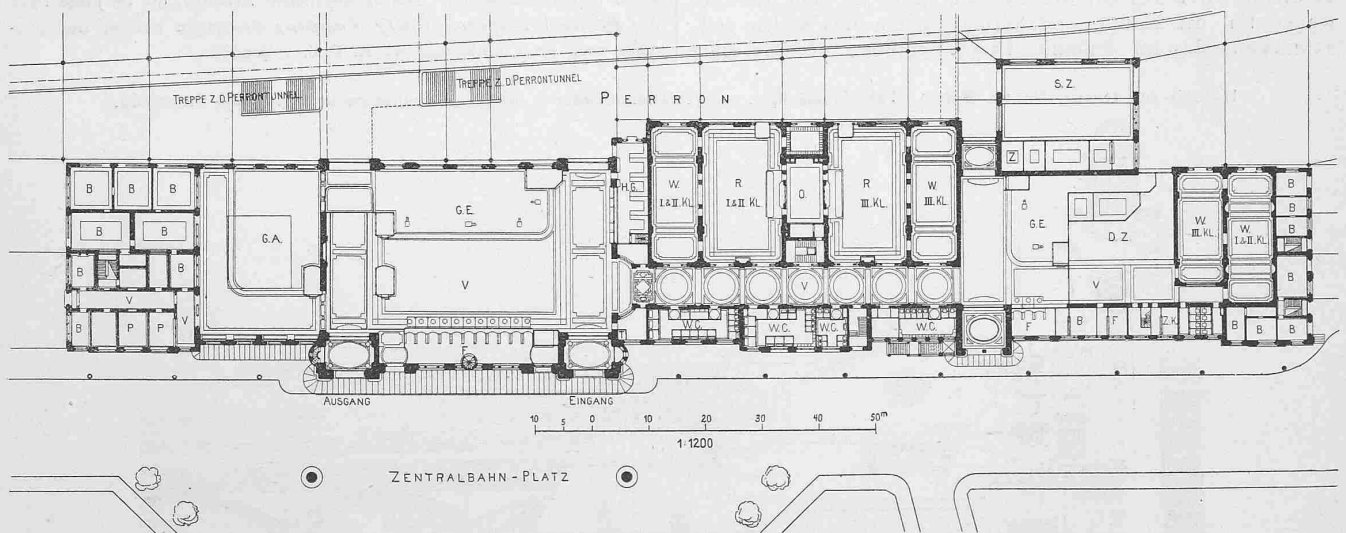 TREPPE Z. D. PERRONTUNNEL
TREPPE Z. D. PERRONTUNNEL
PERRON
S. Z.
Z
B B B
B B
B B
V
B P P V
G.A.
G.E.
V
F
H.G.
W.
I & II. KL.
R.
I & II. KL.
O.
R
III. KL.
W.
III. KL.
V
W.C. W.C. W.C. W.C.
G.E.
D.Z.
V
W.
III. KL.
W.
I & II. KL.
B
B
B
B
F B F Z.K. B B B
AUSGANG
EINGANG
10 5 0 10 20 30 40 50m
1:1200
ZENTRALBAHN-PLATZ